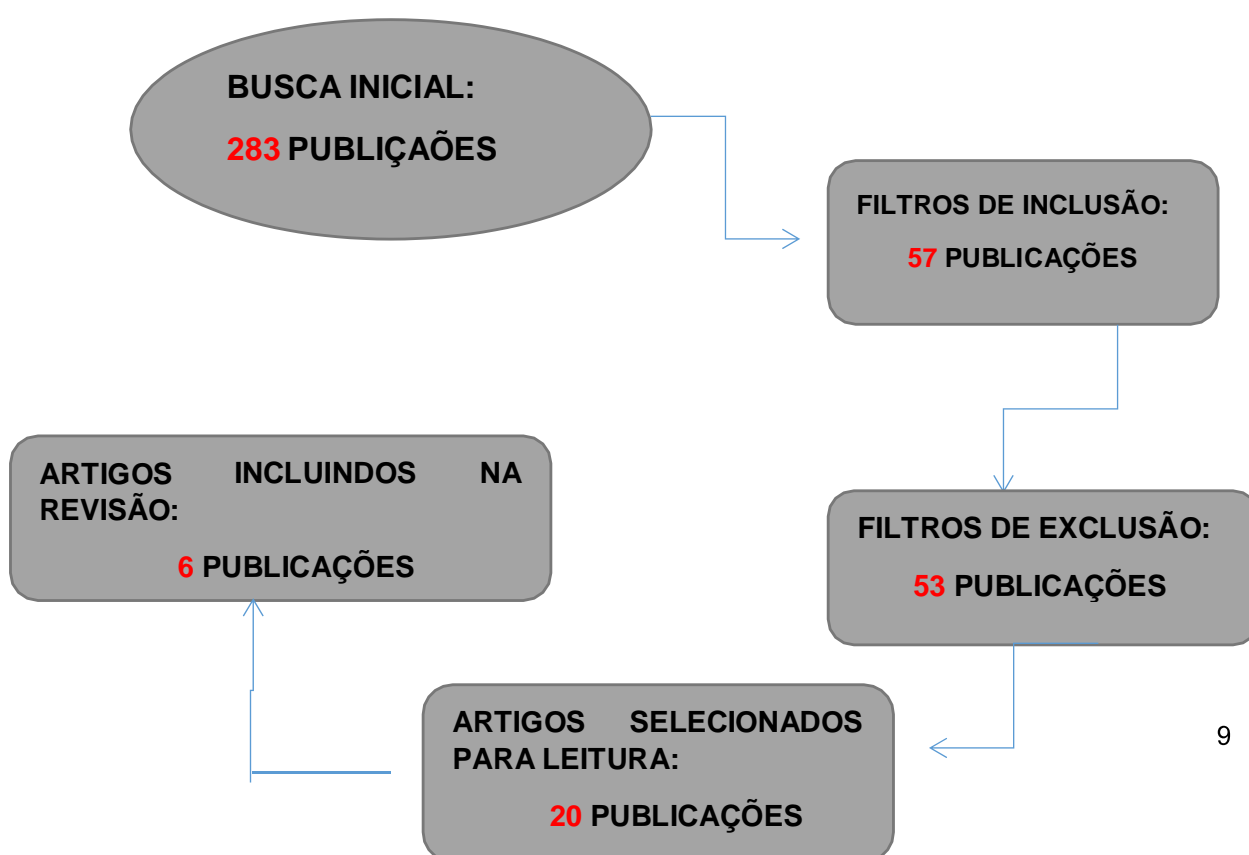 BUSCA INICIAL:
283 PUBLIÇAÕES
FILTROS DE INCLUSÃO:
57 PUBLICAÇÕES
FILTROS DE EXCLUSÃO:
53 PUBLICAÇÕES
ARTIGOS SELECIONADOS
PARA LEITURA:
20 PUBLICAÇÕES
ARTIGOS INCLUINDOS NA
REVISÃO:
6 PUBLICAÇÕES
9